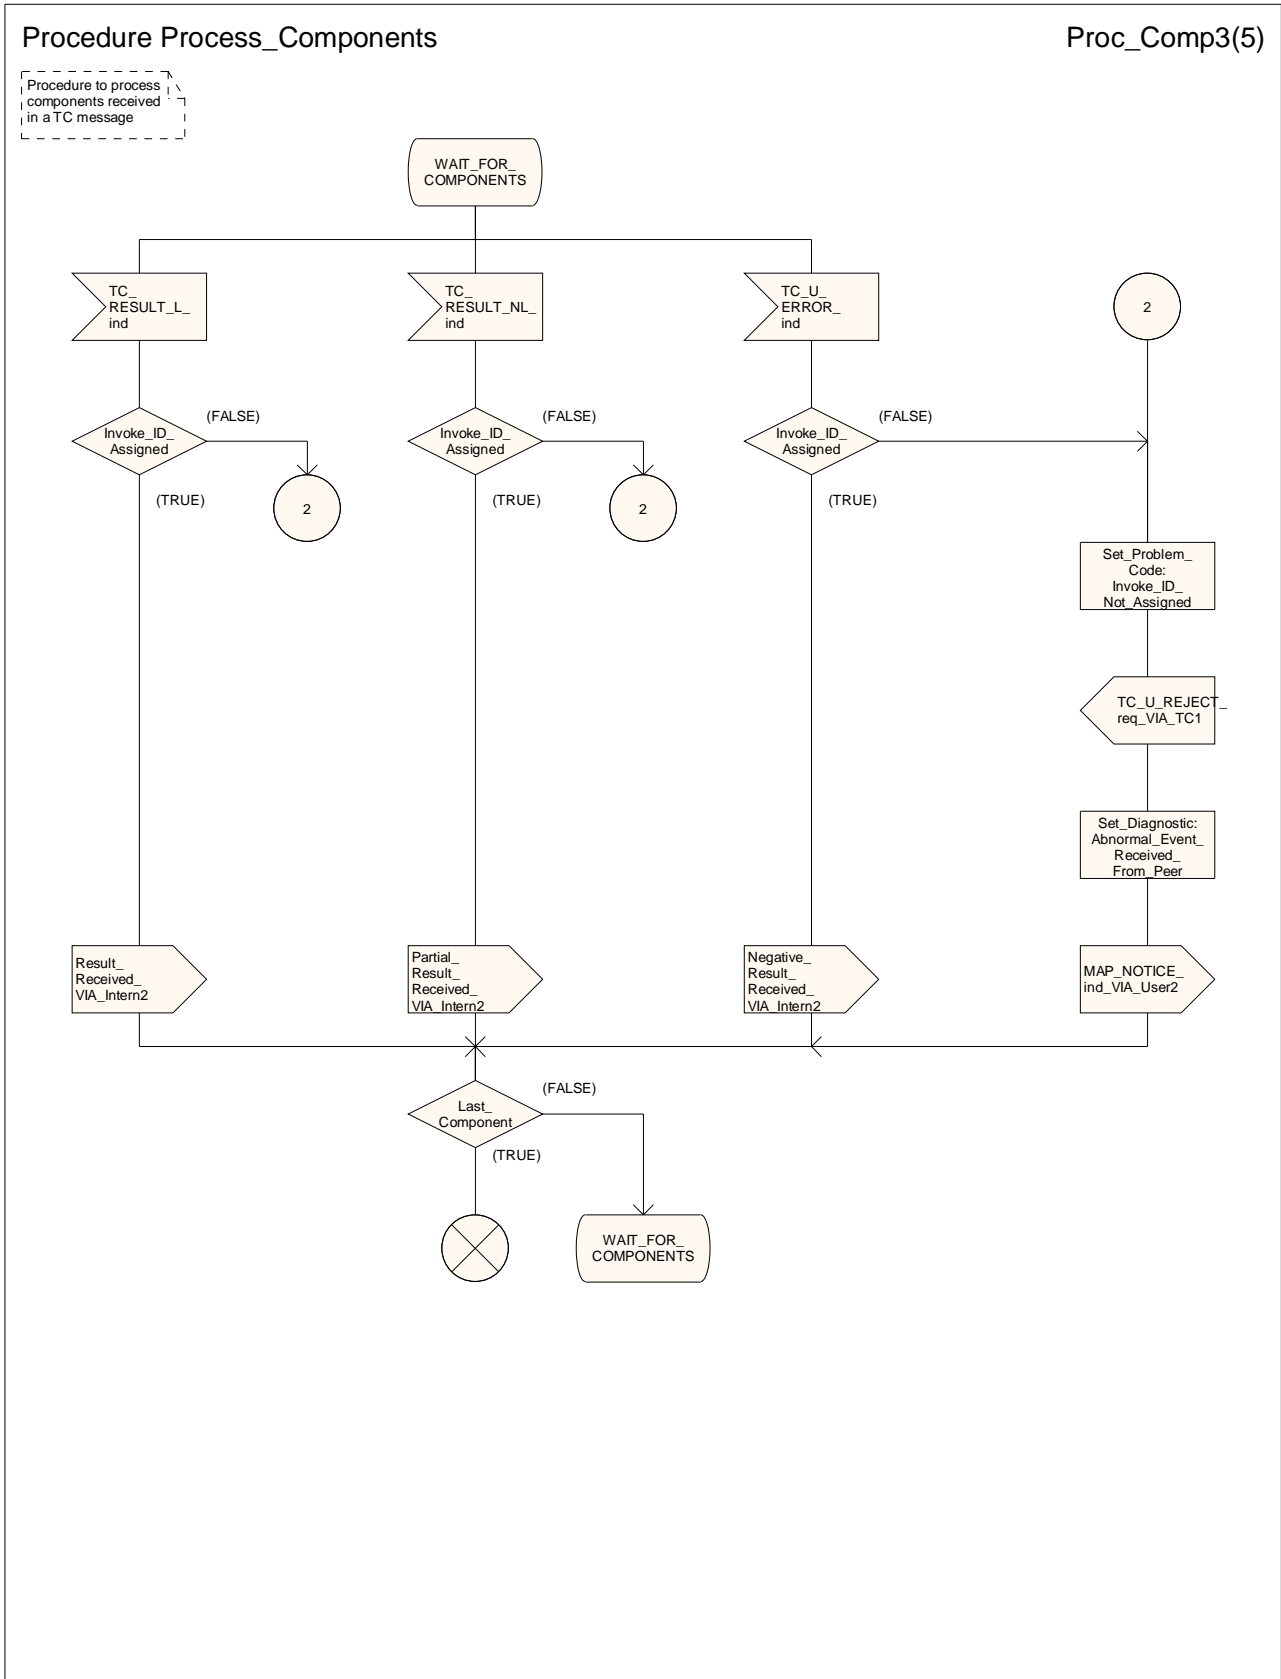 Procedure Process_Components
Proc_Comp3(5)
Procedure to process
components received
in a TC message
WAIT_FOR_
COMPONENTS
TC_
RESULT_L_
ind
TC_
RESULT_NL_
ind
TC_U_
ERROR_
ind
2
Invoke_ID_
Assigned
(FALSE)
(TRUE)
2
Invoke_ID_
Assigned
(FALSE)
(TRUE)
2
Invoke_ID_
Assigned
(FALSE)
(TRUE)
Set_Problem_
Code:
Invoke_ID_
Not_Assigned
TC_U_REJECT_
req_VIA_TC1
Set_Diagnostic:
Abnormal_Event_
Received_
From_Peer
Result_
Received_
VIA_Intern2
Partial_
Result_
Received_
VIA_Intern2
Negative_
Result_
Received_
VIA_Intern2
MAP_NOTICE_
ind_VIA_User2
Last_
Component
(FALSE)
(TRUE)
WAIT_FOR_
COMPONENTS